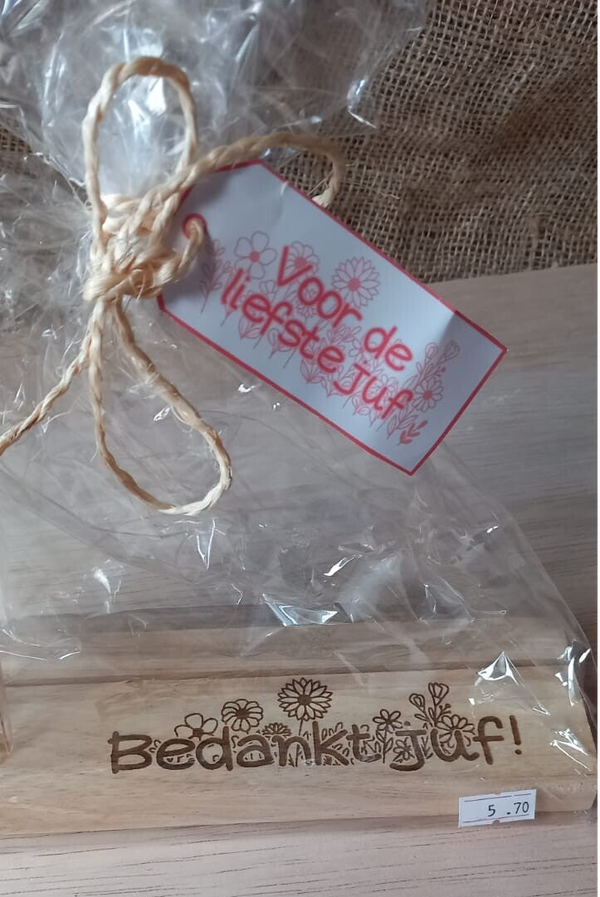 Voor de
liefste juf
Bedankt juf!
5 .70